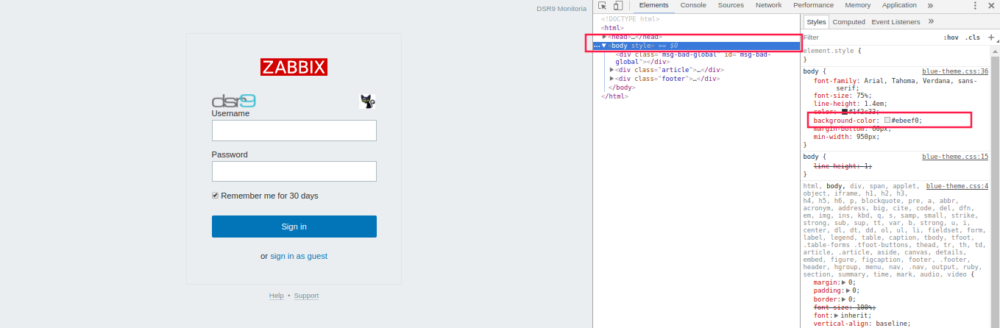 DSR9 Monitoria
ZABBIX
dsr9
Username
Password
Remember me for 30 days
Sign in
or sign in as guest
Help • Support
Elements Console Sources Network Performance Memory Application »
<!DOCTYPE html>
<html>
▶<head>…</head>
…▼<body style> == $0
<div class="msg-bad-global" id="msg-bad-
global"></div>
▶<div class="article">…</div>
▶<div class="footer">…</div>
</body>
</html>
Styles Computed Event Listeners »
Filter :hov .cls +
element.style {
}
body { blue-theme.css:36
font-family: Arial, Tahoma, Verdana, sans-
serif;
font-size: 75%;
line-height: 1.4em;
color: #1f2c33;
background-color: #ebeef0;
margin-bottom: 60px;
min-width: 950px;
}
body { blue-theme.css:15
line-height: 1;
}
html, body, div, span, applet, blue-theme.css:4
object, iframe, h1, h2, h3,
h4, h5, h6, p, blockquote, pre, a, abbr,
acronym, address, big, cite, code, del, dfn,
em, img, ins, kbd, q, s, samp, small, strike,
strong, sub, sup, tt, var, b, strong, u, i,
center, dl, dt, dd, ol, ul, li, fieldset, form,
label, legend, table, caption, tbody, tfoot,
.table-forms .tfoot-buttons, thead, tr, th, td,
article, .article, aside, canvas, details,
embed, figure, figcaption, footer, .footer,
header, hgroup, menu, nav, .nav, output, ruby,
section, summary, time, mark, audio, video {
margin:▶0;
padding:▶0;
border:▶0;
font-size: 100%;
font:▶inherit;
vertical-align: baseline;